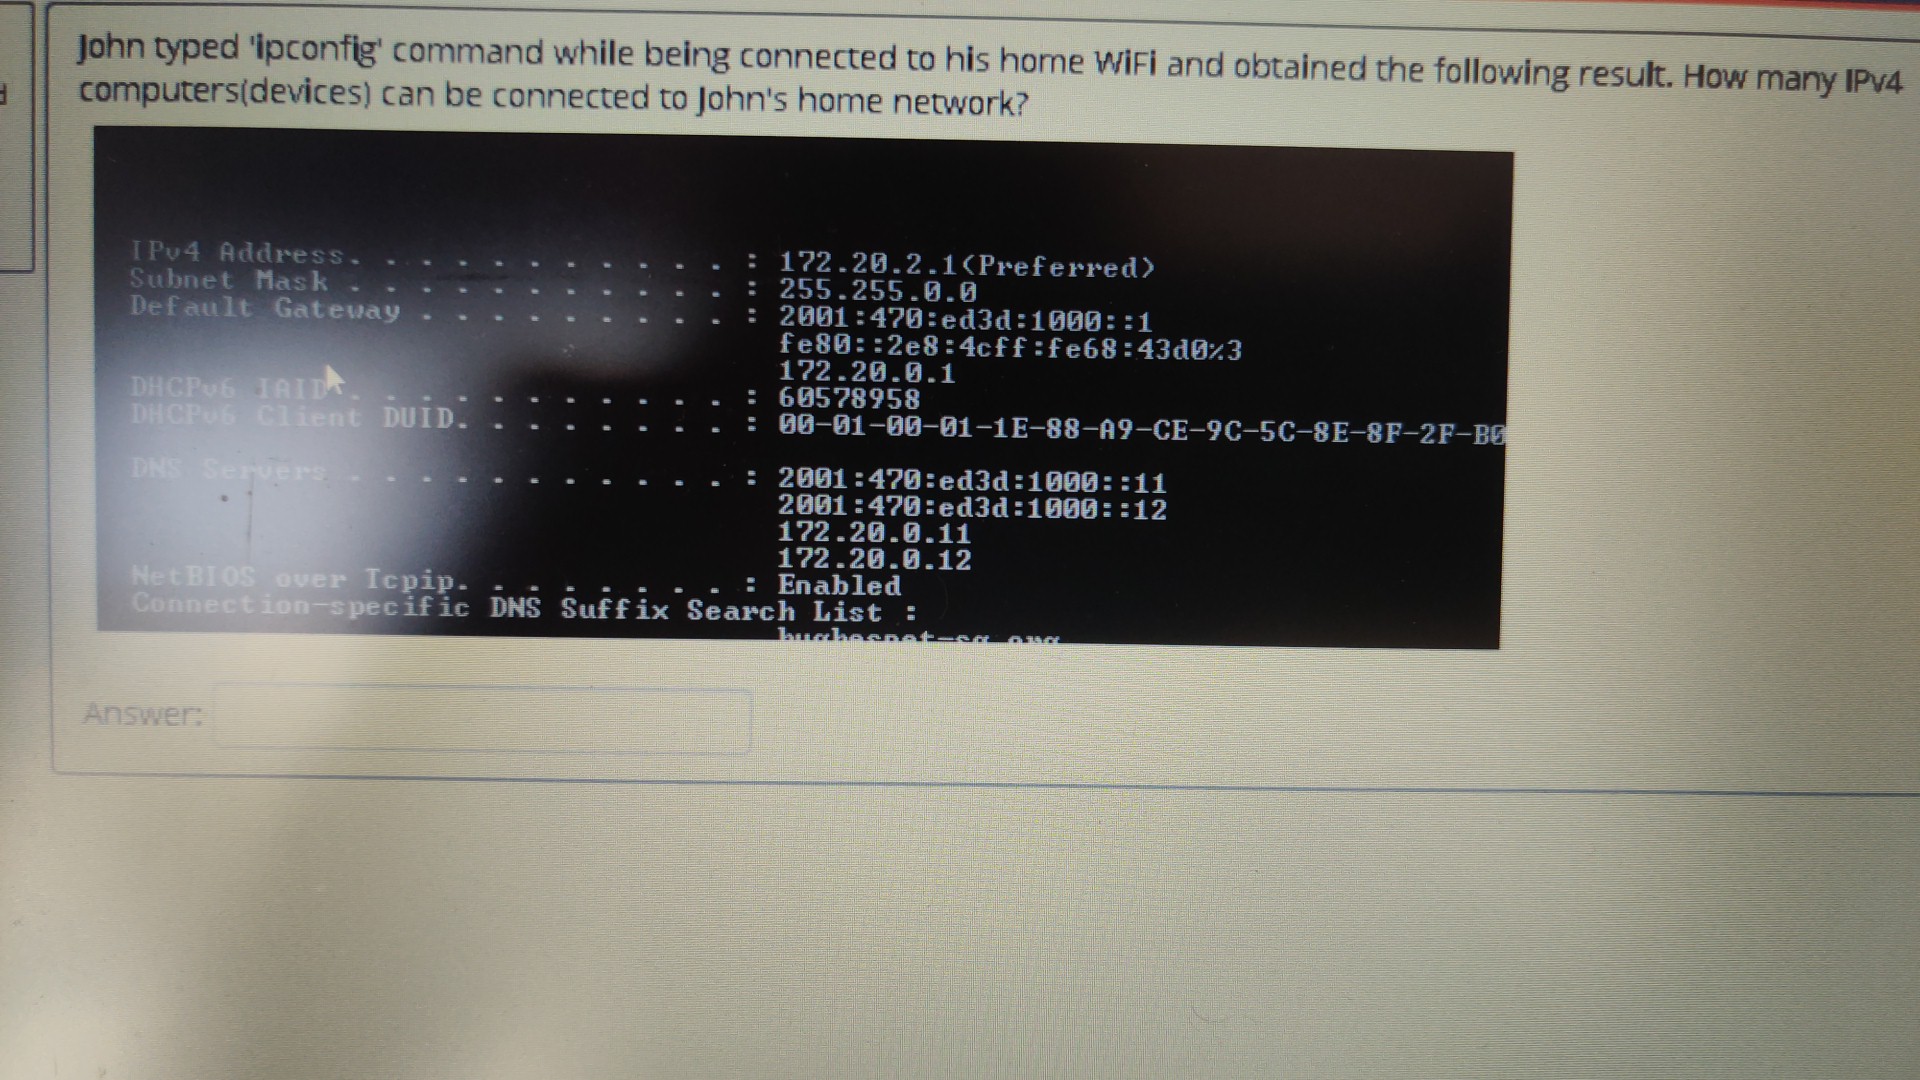 John typed 'ipconfig' command while being connected to his home WiFi and obtained the following result. How many IPv4
computers(devices) can be connected to John's home network?
IPv4 Address. . . . . . . . . . . : 172.20.2.1(Preferred)
Subnet Mask . . . . . . . . . . . : 255.255.0.0
Default Gateway . . . . . . . . . : 2001:470:ed3d:1000::1
fe80::2e8:4cff:fe68:43d0%3
172.20.0.1
DHCPv6 IAID . . . . . . . . . . . : 60578958
DHCPv6 Client DUID. . . . . . . . : 00-01-00-01-1E-88-A9-CE-9C-5C-8E-8F-2F-B0
DNS Servers . . . . . . . . . . . : 2001:470:ed3d:1000::11
2001:470:ed3d:1000::12
172.20.0.11
172.20.0.12
NetBIOS over Tcpip. . . . . . . . : Enabled
Connection-specific DNS Suffix Search List :
Answer: